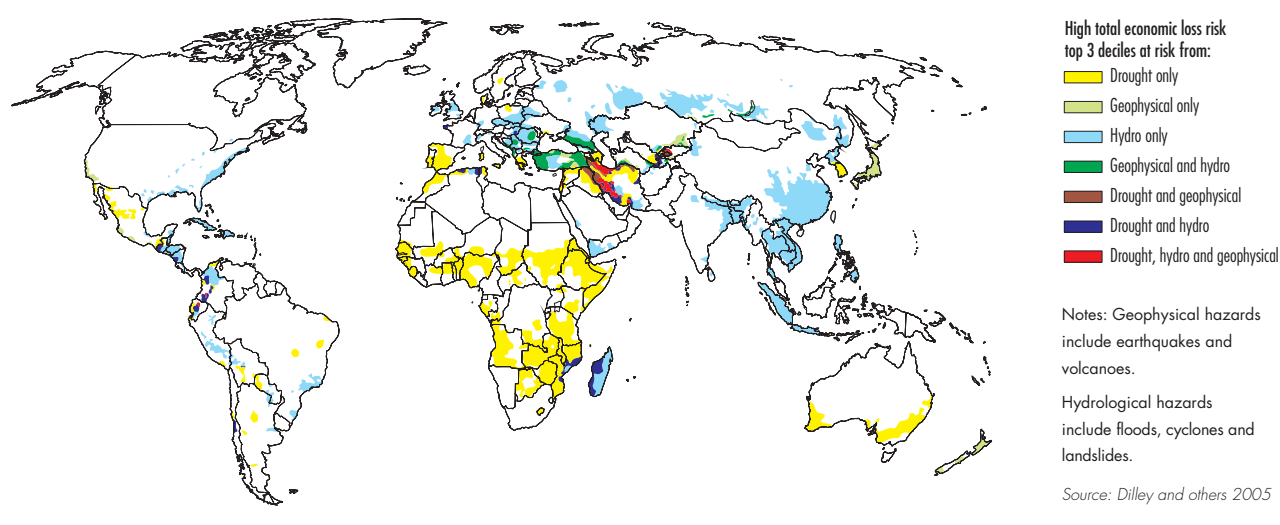 High total economic loss risk
top 3 deciles at risk from:
Drought only
Geophysical only
Hydro only
Geophysical and hydro
Drought and geophysical
Drought and hydro
Drought, hydro and geophysical
Notes: Geophysical hazards
include earthquakes and
volcanoes.
Hydrological hazards
include floods, cyclones and
landslides.
Source: Dilley and others 2005